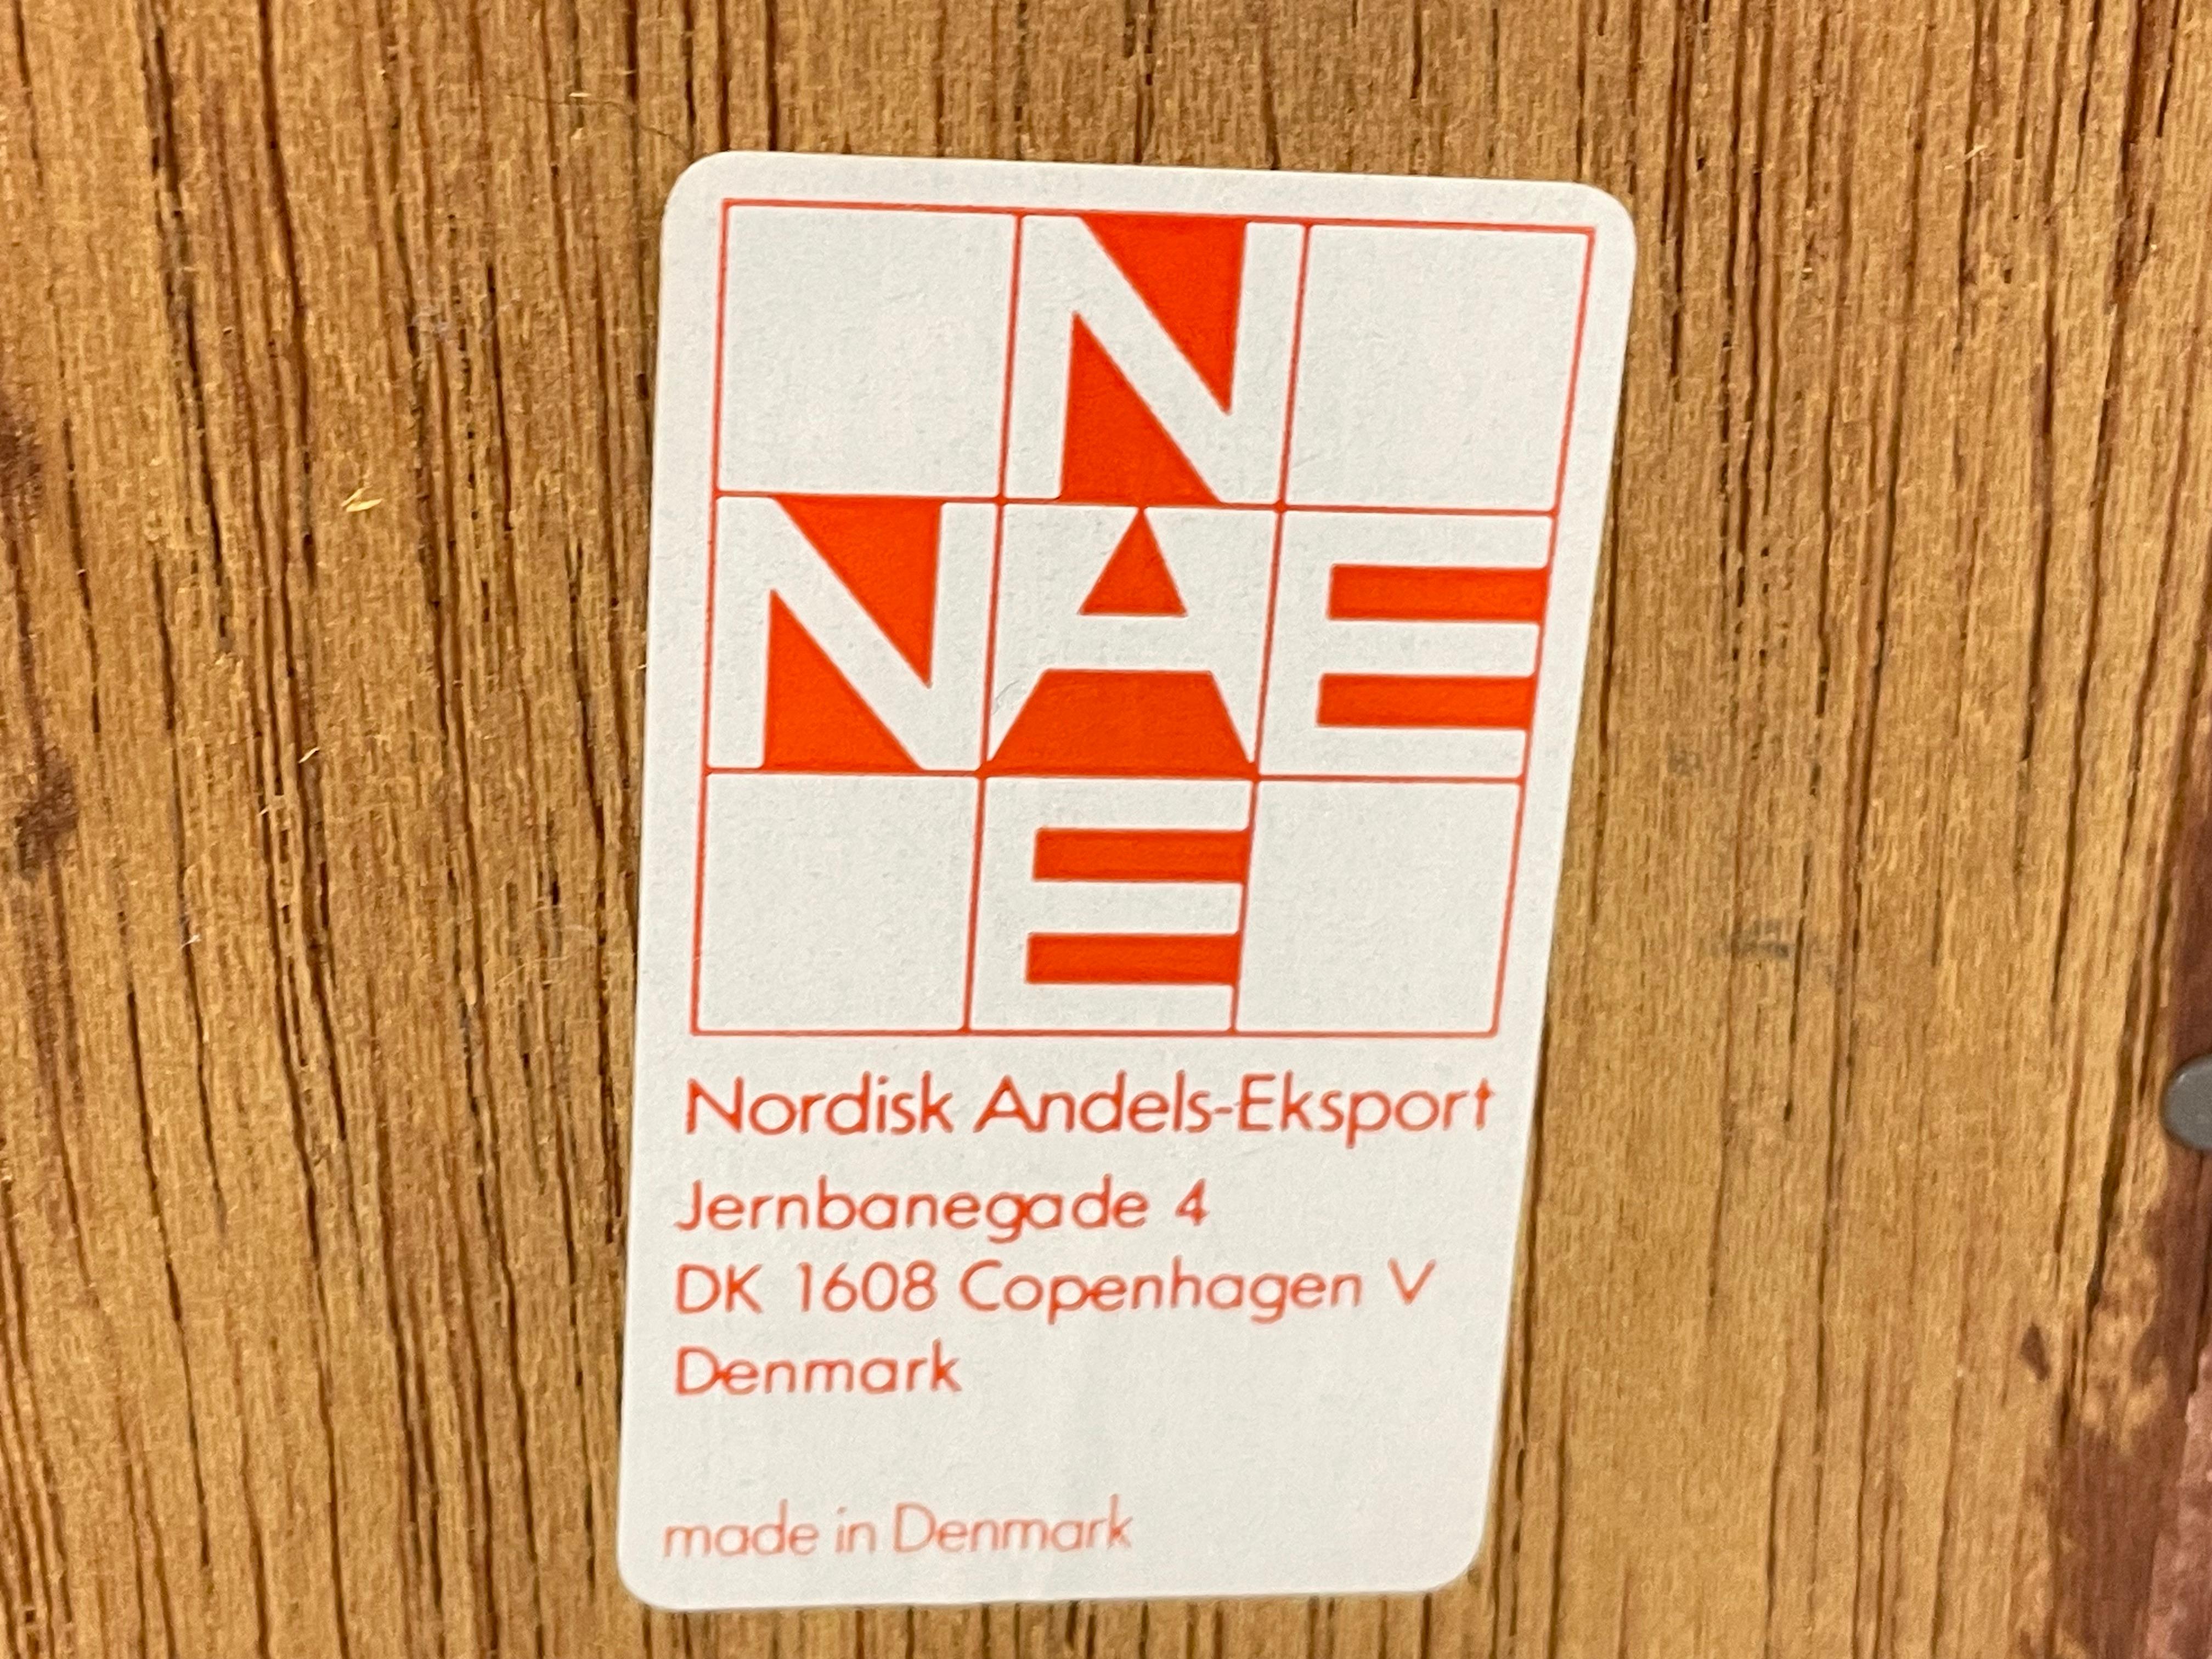 N
NAE
E
Nordisk Andels-Eksport
Jernbanegade 4
DK 1608 Copenhagen V
Denmark
made in Denmark